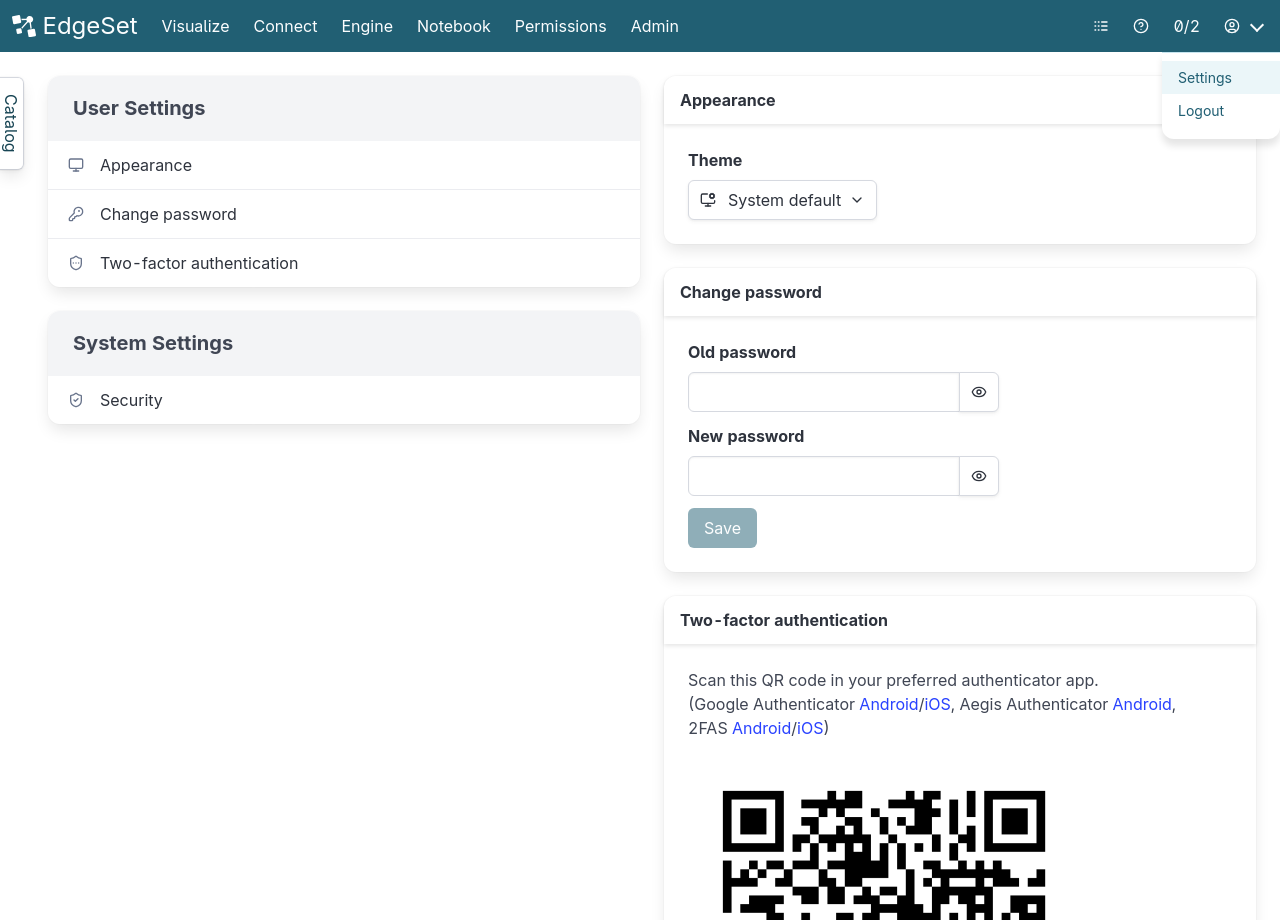 EdgeSet
Visualize
Connect
Engine
Notebook
Permissions
Admin
0/2
Settings
Logout
Catalog
User Settings
Appearance
Change password
Two-factor authentication
System Settings
Security
Appearance
Theme
System default
Change password
Old password
New password
Save
Two-factor authentication
Scan this QR code in your preferred authenticator app.
(Google Authenticator Android/iOS, Aegis Authenticator Android,
2FAS Android/iOS)